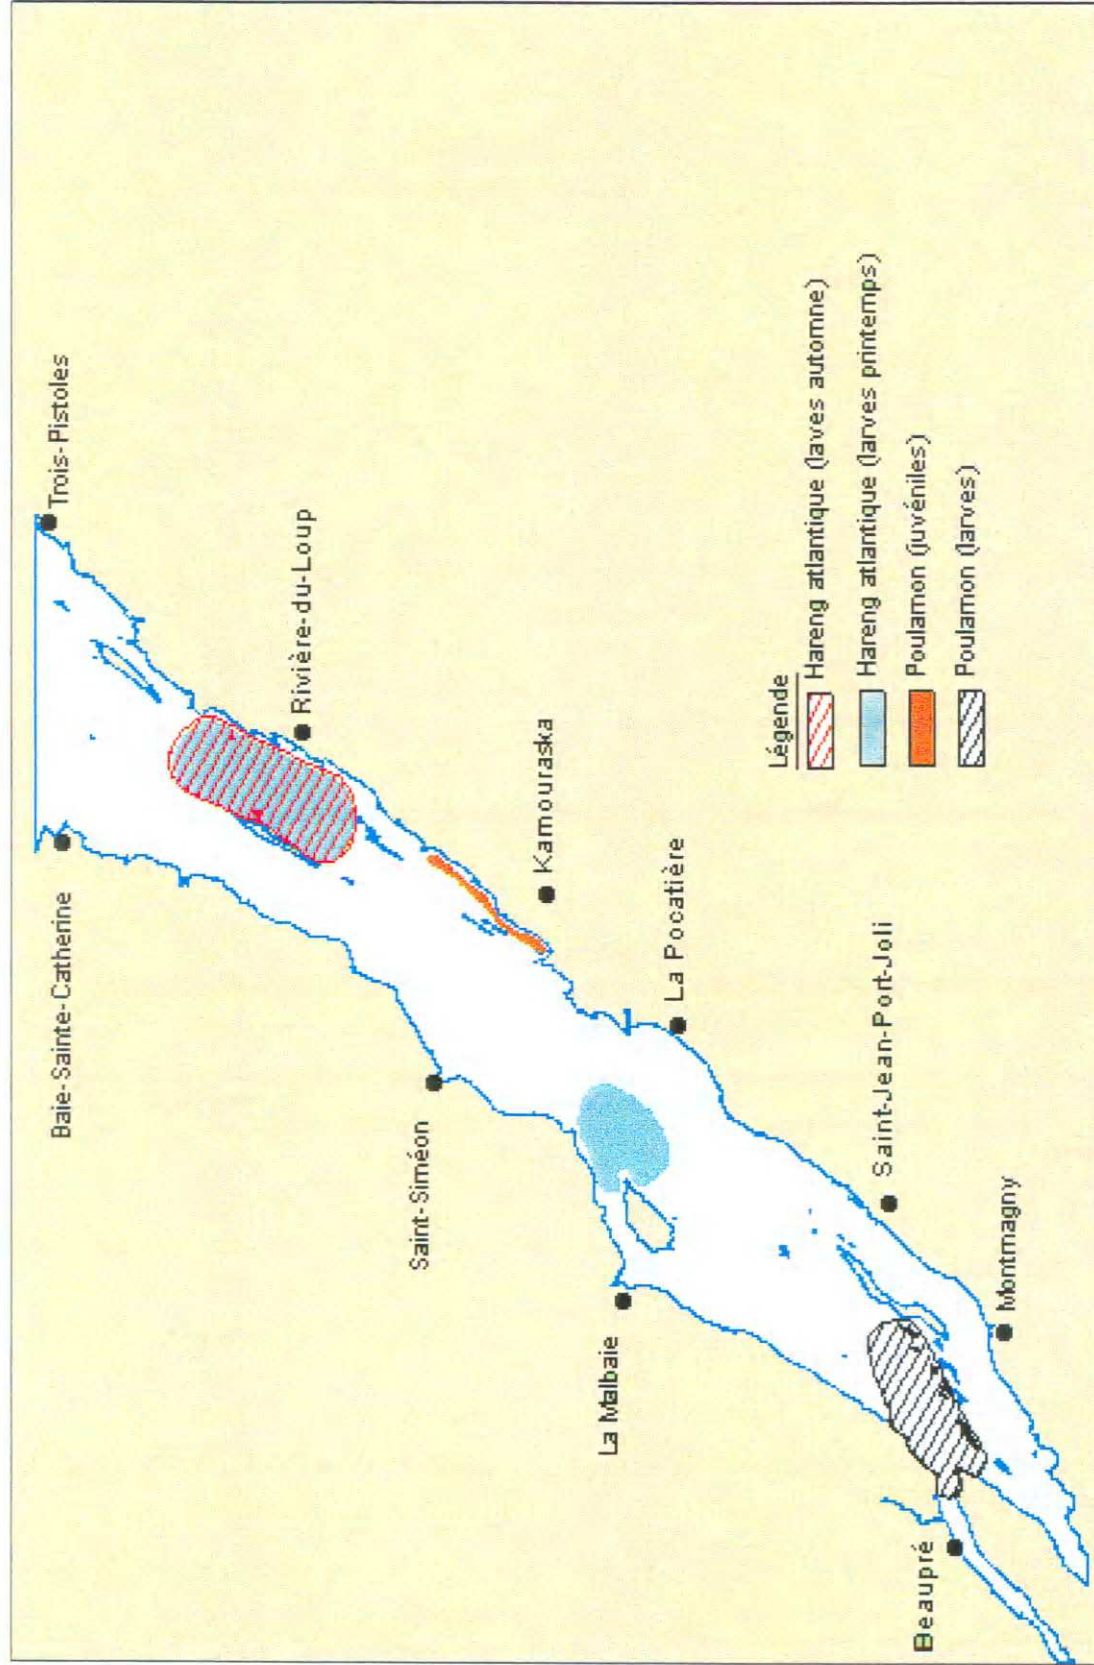 Trois-Pistoles
Baie-Sainte-Catherine
Rivière-du-Loup
Saint-Siméon
Kamouraska
La Malbaie
La Pocatière
Saint-Jean-Port-Joli
Beaupré
Montmagny
Légende
Hareng atlantique (laves automne)
Hareng atlantique (larves printemps)
Poulamon (juvéniles)
Poulamon (larves)